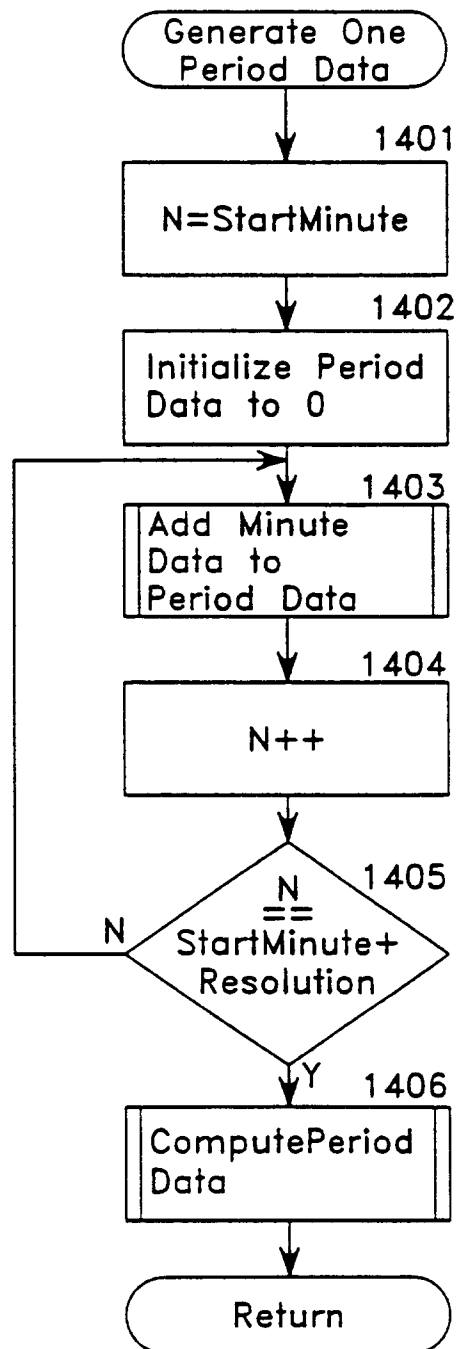 Generate One
Period Data
1401
N=StartMinute
1402
Initialize Period
Data to 0
1403
Add Minute
Data to
Period Data
1404
N++
1405
N
==
StartMinute+
Resolution
N
Y
1406
ComputePeriod
Data
Return